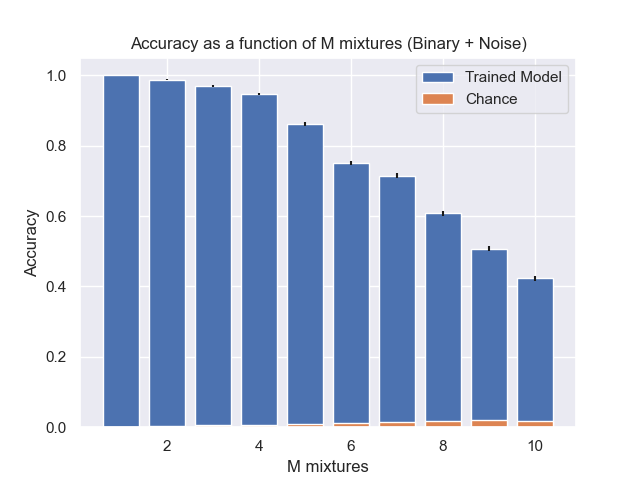 Accuracy as a function of M mixtures (Binary + Noise)
Trained Model
Chance
1.0
0.8
0.6
0.4
0.2
0.0
Accuracy
2 4 6 8 10
M mixtures